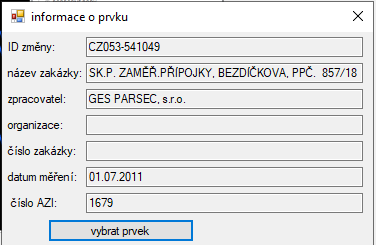 informace o prvku
ID změny: CZ053-541049
název zakázky: SK.P. ZAMĚŘ.PŘÍPOJKY, BEZDÍČKOVA, PPČ. 857/18
zpracovatel: GES PARSEC, s.r.o.
organizace:
číslo zakázky:
datum měření: 01.07.2011
číslo AZI: 1679
vybrat prvek